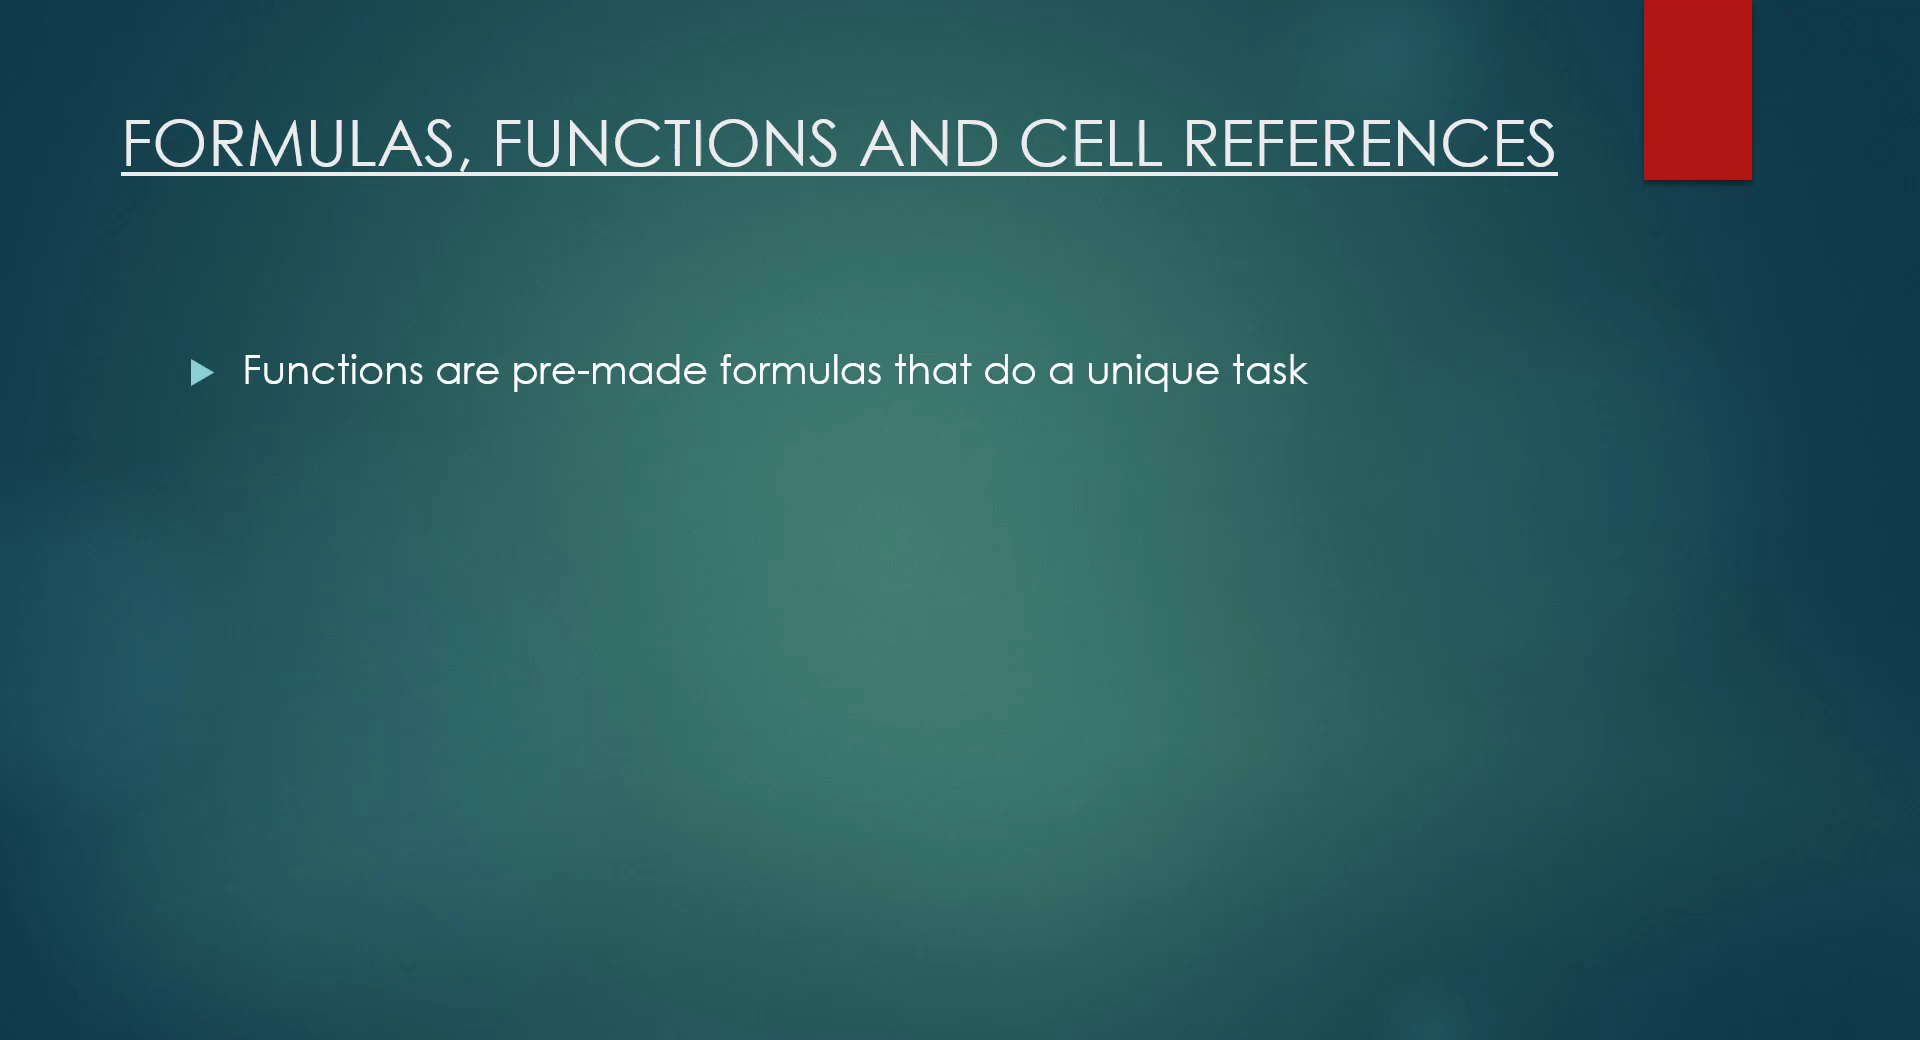 FORMULAS, FUNCTIONS AND CELL REFERENCES
Functions are pre-made formulas that do a unique task